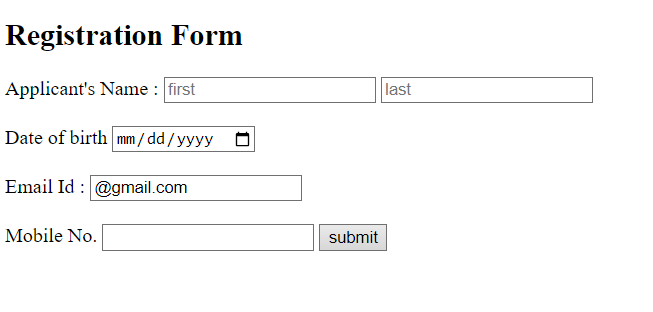 Registration Form
Applicant's Name : first last
Date of birth mm/dd/yyyy
Email Id : @gmail.com
Mobile No. submit